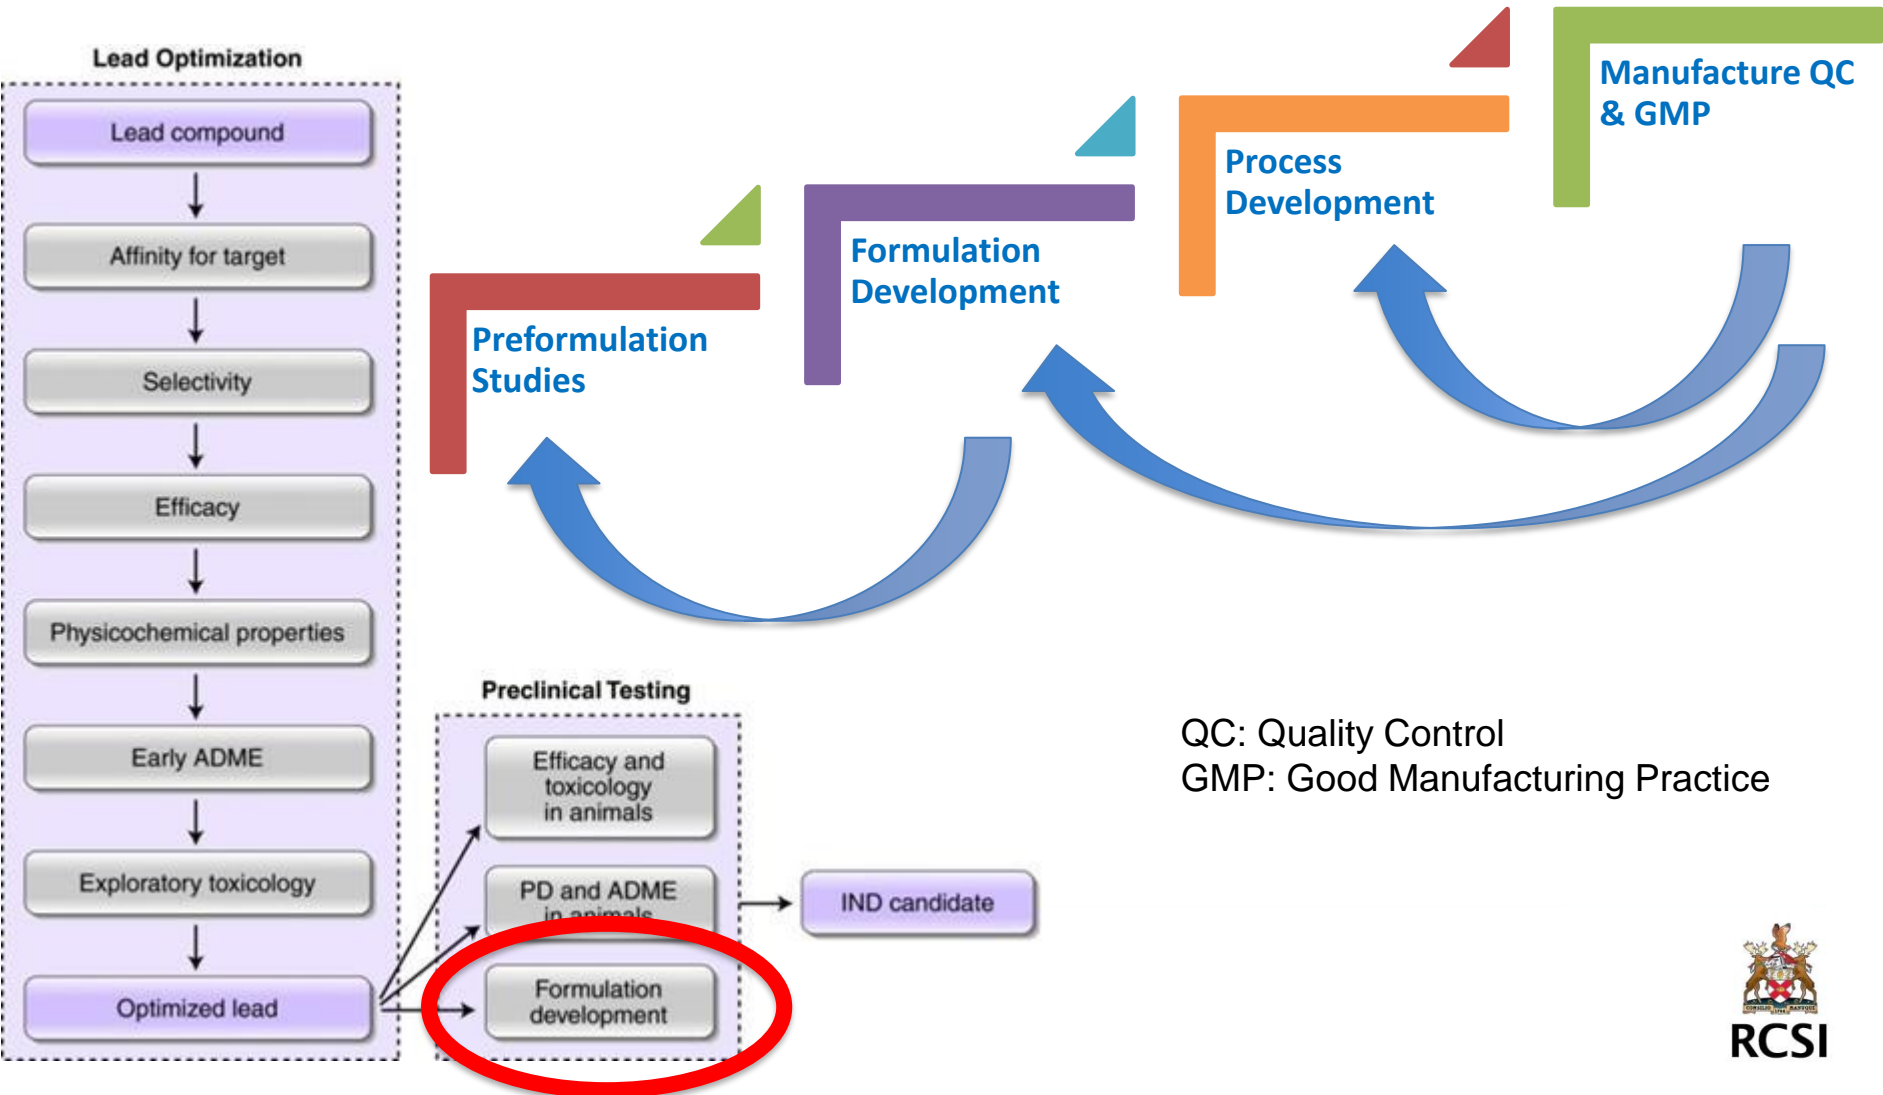 Lead Optimization
Lead compound
Affinity for target
Selectivity
Efficacy
Physicochemical properties
Early ADME
Exploratory toxicology
Optimized lead
Preclinical Testing
Efficacy and
toxicology
in animals
PD and ADME
in animals
Formulation
development
IND candidate
Preformulation
Studies
Formulation
Development
Process
Development
Manufacture QC
& GMP
QC: Quality Control
GMP: Good Manufacturing Practice
RCSI